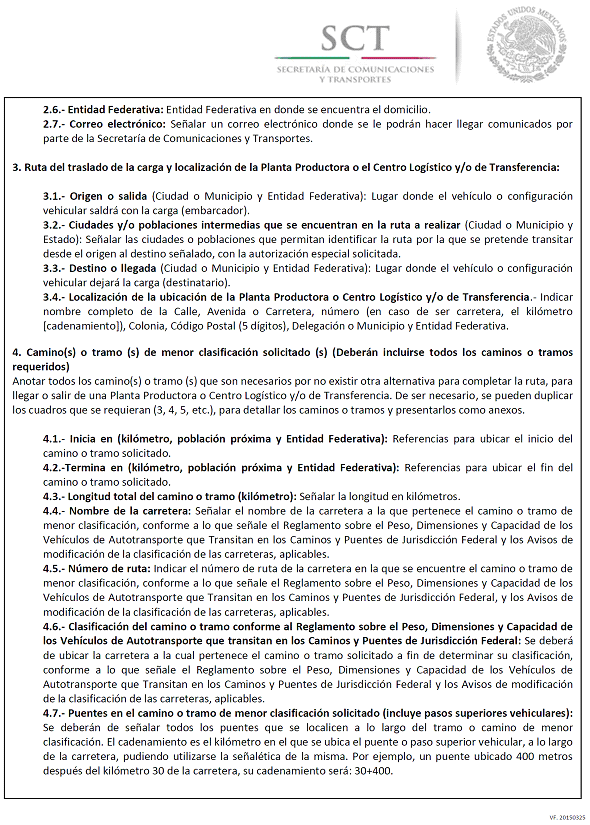 SCT
SECRETARÍA DE COMUNICACIONES
Y TRANSPORTES
ESTADOS UNIDOS MEXICANOS
2.6.- Entidad Federativa: Entidad Federativa en donde se encuentra el domicilio.
2.7.- Correo electrónico: Señalar un correo electrónico donde se le podrán hacer llegar comunicados por
parte de la Secretaría de Comunicaciones y Transportes.
3. Ruta del traslado de la carga y localización de la Planta Productora o el Centro Logístico y/o de Transferencia:
3.1.- Origen o salida (Ciudad o Municipio y Entidad Federativa): Lugar donde el vehículo o configuración
vehicular saldrá con la carga (embarcador).
3.2.- Ciudades y/o poblaciones intermedias que se encuentran en la ruta a realizar (Ciudad o Municipio y
Estado): Señalar las ciudades o poblaciones que permitan identificar la ruta por la que se pretende transitar
desde el origen al destino señalado, con la autorización especial solicitada.
3.3.- Destino o llegada (Ciudad o Municipio y Entidad Federativa): Lugar donde el vehículo o configuración
vehicular dejará la carga (destinatario).
3.4.- Localización de la ubicación de la Planta Productora o Centro Logístico y/o de Transferencia.- Indicar
nombre completo de la Calle, Avenida o Carretera, número (en caso de ser carretera, el kilómetro
[cadenamiento]), Colonia, Código Postal (5 dígitos), Delegación o Municipio y Entidad Federativa.
4. Camino(s) o tramo (s) de menor clasificación solicitado (s) (Deberán incluirse todos los caminos o tramos
requeridos)
Anotar todos los camino(s) o tramo (s) que son necesarios por no existir otra alternativa para completar la ruta, para
llegar o salir de una Planta Productora o Centro Logístico y/o de Transferencia. De ser necesario, se pueden duplicar
los cuadros que se requieran (3, 4, 5, etc.), para detallar los caminos o tramos y presentarlos como anexos.
4.1.- Inicia en (kilómetro, población próxima y Entidad Federativa): Referencias para ubicar el inicio del
camino o tramo solicitado.
4.2.-Termina en (kilómetro, población próxima y Entidad Federativa): Referencias para ubicar el fin del
camino o tramo solicitado.
4.3.- Longitud total del camino o tramo (kilómetro): Señalar la longitud en kilómetros.
4.4.- Nombre de la carretera: Señalar el nombre de la carretera a la que pertenece el camino o tramo de
menor clasificación, conforme a lo que señale el Reglamento sobre el Peso, Dimensiones y Capacidad de los
Vehículos de Autotransporte que Transitan en los Caminos y Puentes de Jurisdicción Federal y los Avisos de
modificación de la clasificación de las carreteras, aplicables.
4.5.- Número de ruta: Indicar el número de ruta de la carretera en la que se encuentre el camino o tramo de
menor clasificación, conforme a lo que señale el Reglamento sobre el Peso, Dimensiones y Capacidad de los
Vehículos de Autotransporte que Transitan en los Caminos y Puentes de Jurisdicción Federal, y los Avisos de
modificación de la clasificación de las carreteras, aplicables.
4.6.- Clasificación del camino o tramo conforme al Reglamento sobre el Peso, Dimensiones y Capacidad de
los Vehículos de Autotransporte que transitan en los Caminos y Puentes de Jurisdicción Federal: Se deberá
de ubicar la carretera a la cual pertenece el camino o tramo solicitado a fin de determinar su clasificación,
conforme a lo que señale el Reglamento sobre el Peso, Dimensiones y Capacidad de los Vehículos de
Autotransporte que Transitan en los Caminos y Puentes de Jurisdicción Federal y los Avisos de modificación
de la clasificación de las carreteras, aplicables.
4.7.- Puentes en el camino o tramo de menor clasificación solicitado (incluye pasos superiores vehiculares):
Se deberán de señalar todos los puentes que se localicen a lo largo del tramo o camino de menor
clasificación. El cadenamiento es el kilómetro en el que se ubica el puente o paso superior vehicular, a lo largo
de la carretera, pudiendo utilizarse la señalética de la misma. Por ejemplo, un puente ubicado 400 metros
después del kilómetro 30 de la carretera, su cadenamiento será: 30+400.
VF. 20150325